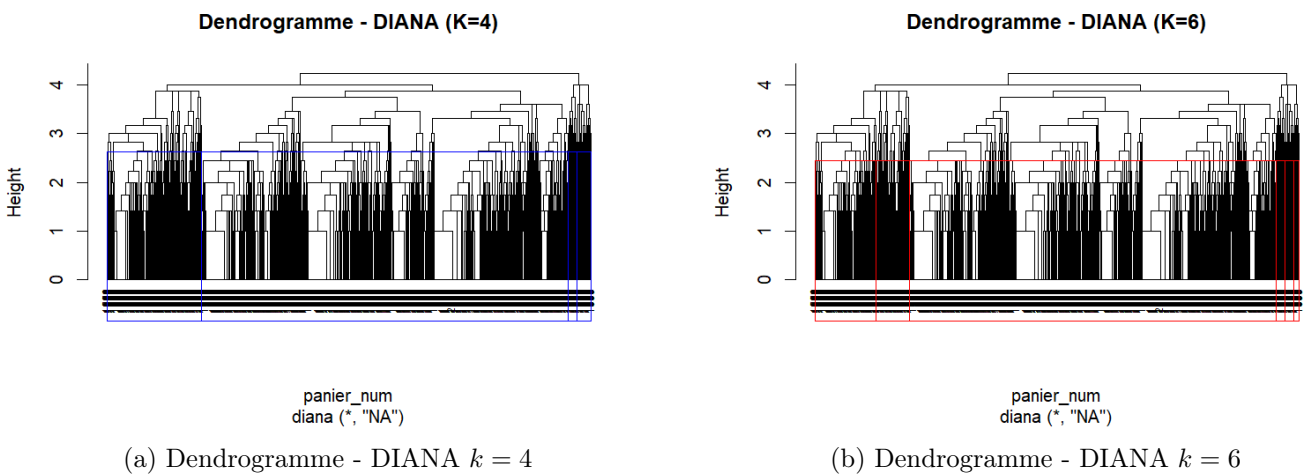 Dendrogramme - DIANA (K=4)
Height
4
3
2
1
0
panier_num
diana (*, "NA")
(a) Dendrogramme - DIANA k = 4
Dendrogramme - DIANA (K=6)
Height
4
3
2
1
0
panier_num
diana (*, "NA")
(b) Dendrogramme - DIANA k = 6